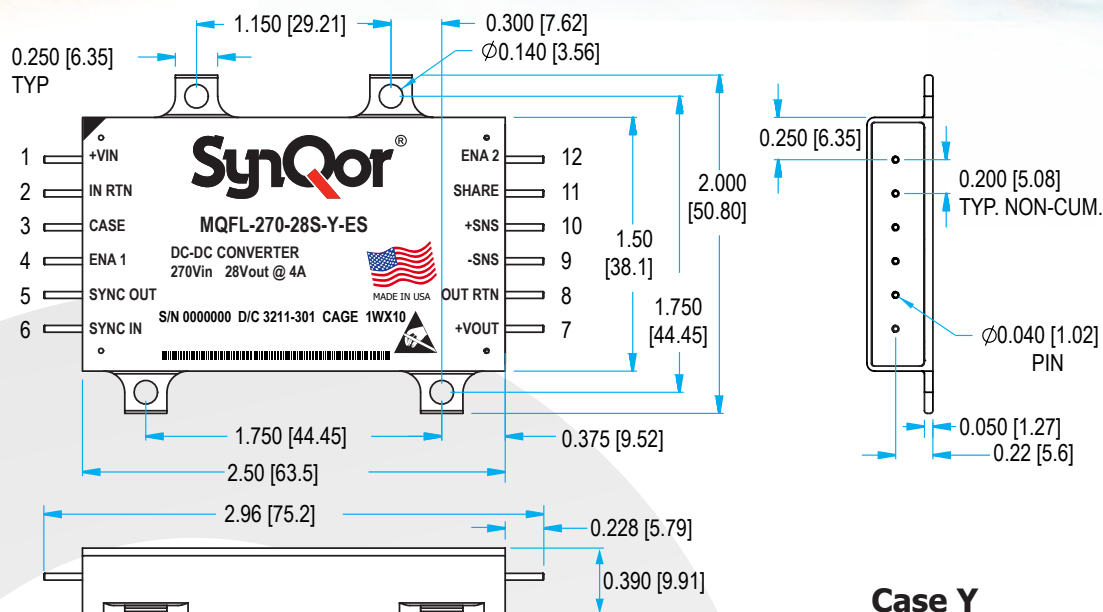 1.150 [29.21]
0.300 [7.62]
0.250 [6.35]
TYP
Ø0.140 [3.56]
SynQor®
MQFL-270-28S-Y-ES
DC-DC CONVERTER
270Vin 28Vout @ 4A
MADE IN USA
S/N 0000000 D/C 3211-301 CAGE 1WX10
1 +VIN
2 IN RTN
3 CASE
4 ENA 1
5 SYNC OUT
6 SYNC IN
ENA 2 12
SHARE 11
+SNS 10
-SNS 9
OUT RTN 8
+VOUT 7
2.000
[50.80]
1.50
[38.1]
1.750
[44.45]
1.750 [44.45]
0.375 [9.52]
2.50 [63.5]
2.96 [75.2]
0.228 [5.79]
0.390 [9.91]
0.250 [6.35]
0.200 [5.08]
TYP. NON-CUM.
Ø0.040 [1.02]
PIN
0.050 [1.27]
0.22 [5.6]
Case Y